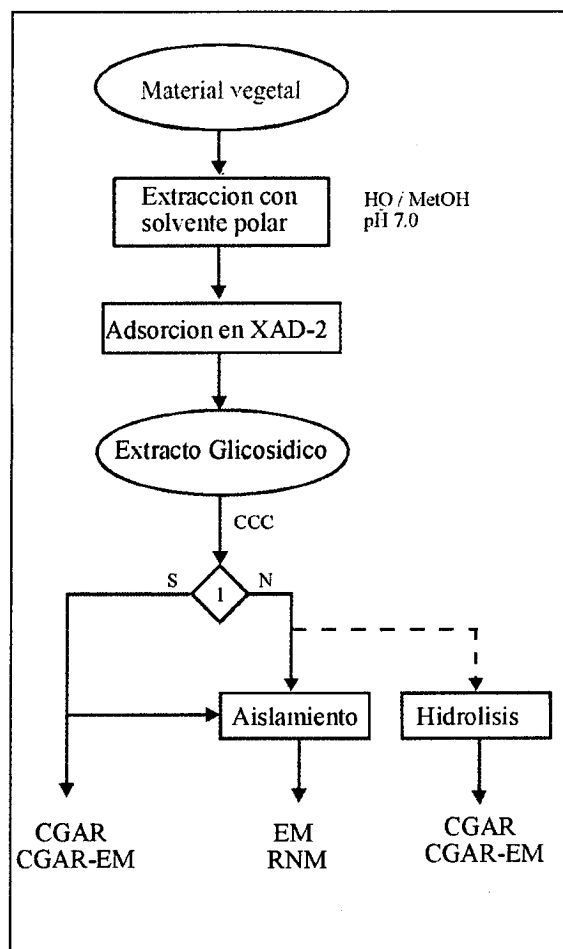 Material vegetal
Extraccion con
solvente polar
HO / MetOH
pH 7.0
Adsorcion en XAD-2
Extracto Glicosidico
CCC
S
1
N
Aislamiento
Hidrolisis
CGAR
CGAR-EM
EM
RNM
CGAR
CGAR-EM